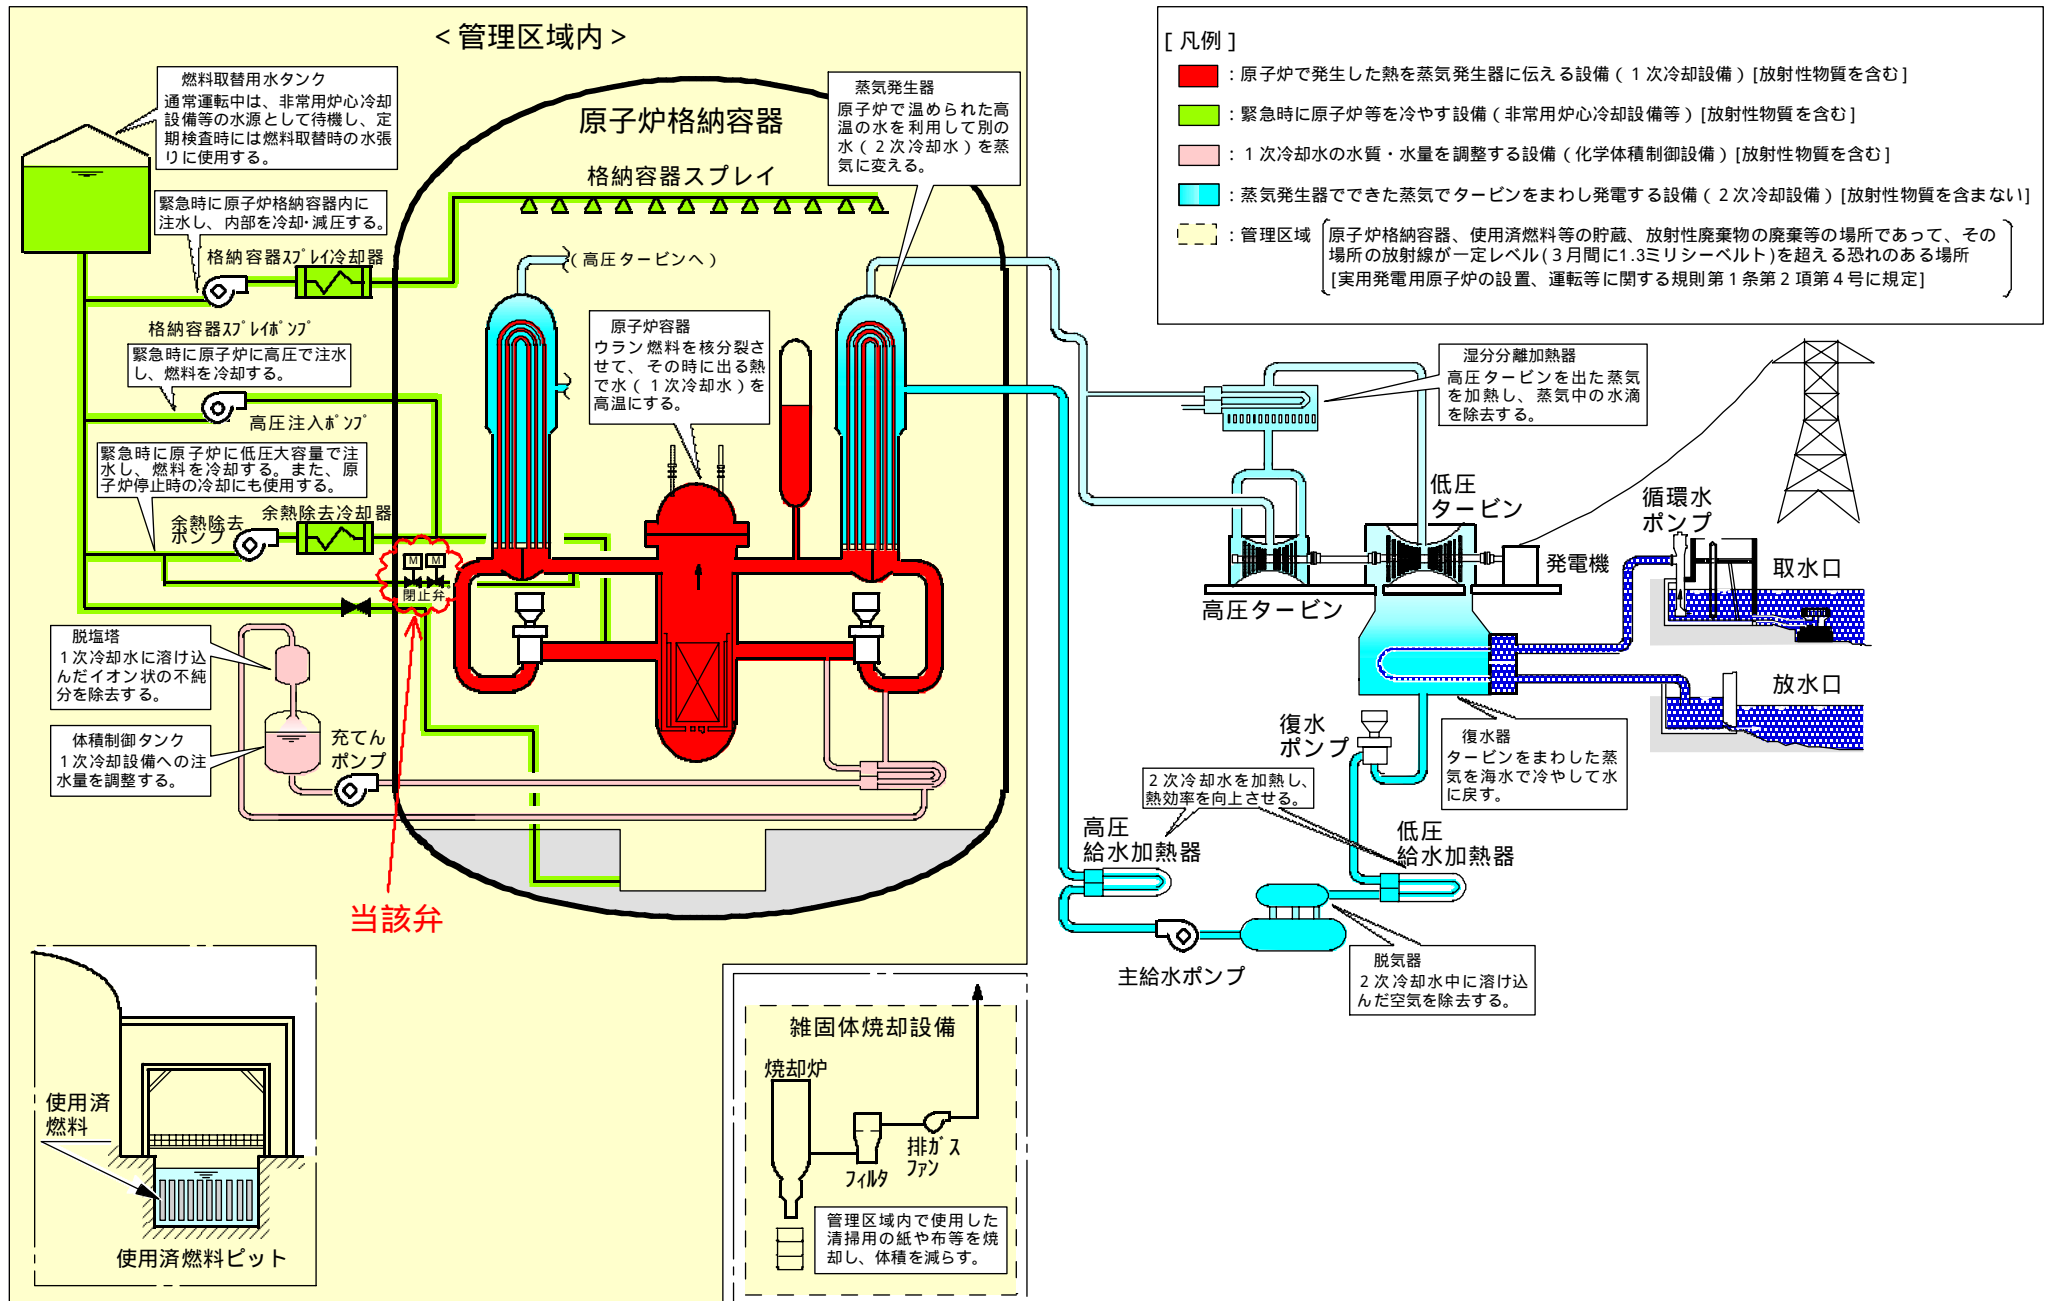 ＜管理区域内＞
燃料取替用水タンク
通常運転中は、非常用炉心冷却
設備等の水源として待機し、定
期検査時には燃料取替時の水張
りに使用する。
緊急時に原子炉格納容器内に
注水し、内部を冷却･減圧する。
格納容器ｽﾌﾟﾚｲ冷却器
格納容器ｽﾌﾟﾚｲﾎﾟﾝﾌﾟ
緊急時に原子炉に高圧で注水
し、燃料を冷却する。
高圧注入ﾎﾟﾝﾌﾟ
緊急時に原子炉に低圧大容量で注
水し、燃料を冷却する。また、原
子炉停止時の冷却にも使用する。
余熱除去
ポンプ
余熱除去冷却器
M M
閉止弁
脱塩塔
１次冷却水に溶け込
んだイオン状の不純
分を除去する。
体積制御タンク
１次冷却設備への注
水量を調整する。
充てん
ポンプ
当該弁
原子炉格納容器
格納容器スプレイ
蒸気発生器
原子炉で温められた高
温の水を利用して別の
水（２次冷却水）を蒸
気に変える。
（高圧タービンへ）
原子炉容器
ウラン燃料を核分裂さ
せて、その時に出る熱
で水（１次冷却水）を
高温にする。
[凡例]
：原子炉で発生した熱を蒸気発生器に伝える設備（１次冷却設備）[放射性物質を含む]
：緊急時に原子炉等を冷やす設備（非常用炉心冷却設備等）[放射性物質を含む]
：１次冷却水の水質・水量を調整する設備（化学体積制御設備）[放射性物質を含む]
：蒸気発生器でできた蒸気でタービンをまわし発電する設備（２次冷却設備）[放射性物質を含まない]
：管理区域
原子炉格納容器、使用済燃料等の貯蔵、放射性廃棄物の廃棄等の場所であって、その
場所の放射線が一定レベル(３月間に1.3ミリシーベルト)を超える恐れのある場所
[実用発電用原子炉の設置、運転等に関する規則第１条第２項第４号に規定]
湿分分離加熱器
高圧タービンを出た蒸気
を加熱し、蒸気中の水滴
を除去する。
低圧
タービン
高圧タービン
発電機
循環水
ポンプ
取水口
放水口
復水
ポンプ
復水器
タービンをまわした蒸
気を海水で冷やして水
に戻す。
２次冷却水を加熱し、
熱効率を向上させる。
高圧
給水加熱器
低圧
給水加熱器
主給水ポンプ
脱気器
２次冷却水中に溶け込
んだ空気を除去する。
使用済
燃料
使用済燃料ピット
雑固体焼却設備
焼却炉
フィルタ
排ガス
ファン
管理区域内で使用した
清掃用の紙や布等を焼
却し、体積を減らす。